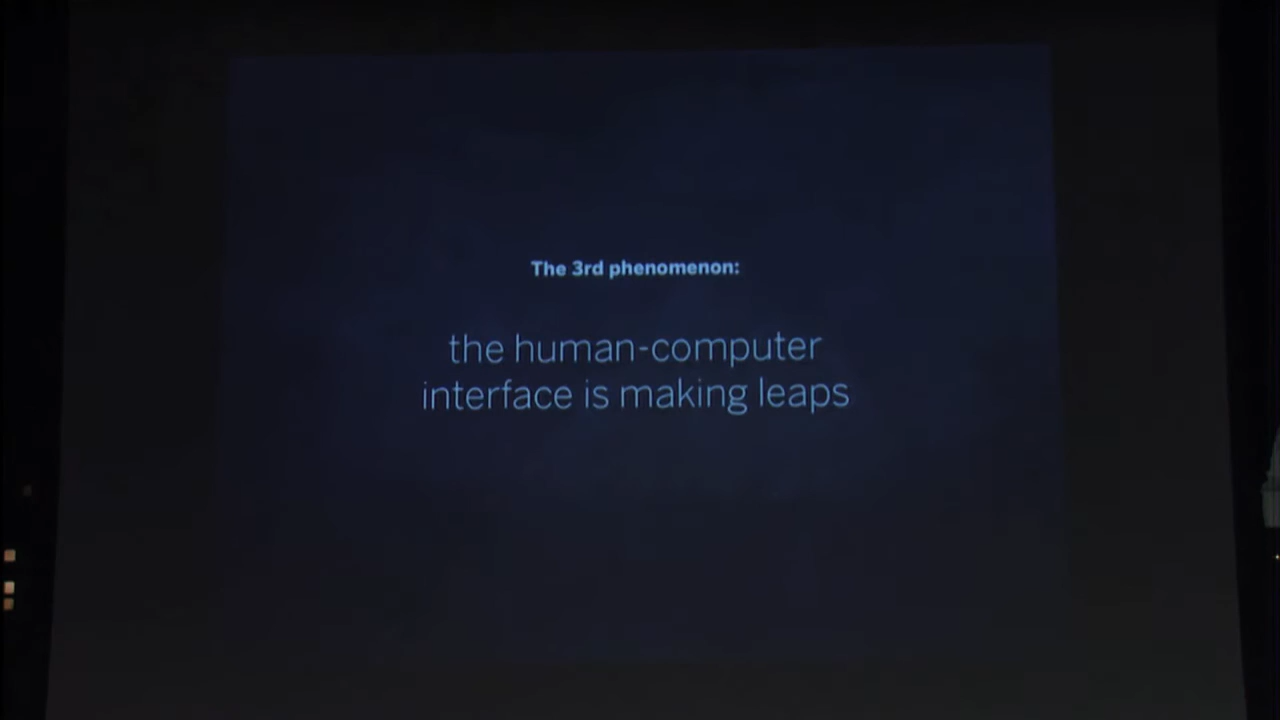 The 3rd phenomenon:
the human-computer
interface is making leaps